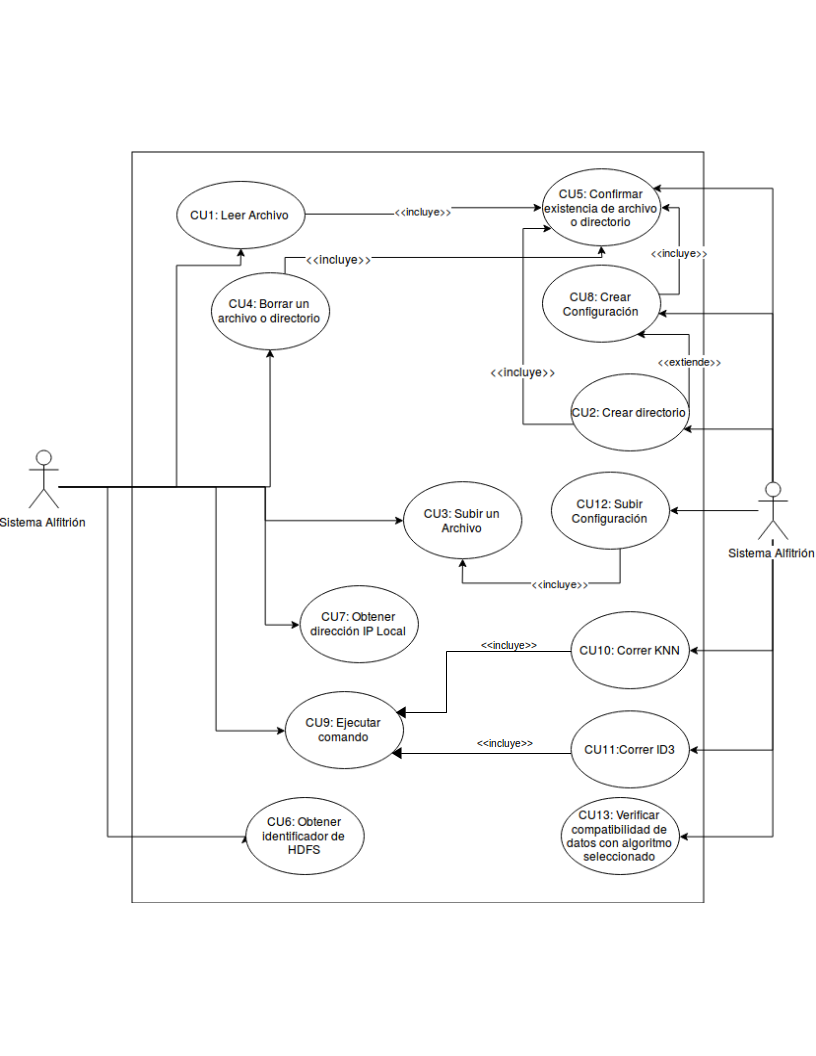 CU5: Confirmar
existencia de archivo
o directorio
CU1: Leer Archivo
<<incluye>>
<<incluye>>
<<incluye>>
CU4: Borrar un
archivo o directorio
CU8: Crear
Configuración
<<extiende>>
<<incluye>>
CU2: Crear directorio
Sistema Alfitrión
CU3: Subir un
Archivo
CU12: Subir
Configuración
Sistema Alfitrión
<<incluye>>
CU7: Obtener
dirección IP Local
<<incluye>>
CU10: Correr KNN
CU9: Ejecutar
comando
<<incluye>>
CU11:Correr ID3
CU6: Obtener
identificador de
HDFS
CU13: Verificar
compatibilidad de
datos con algoritmo
seleccionado